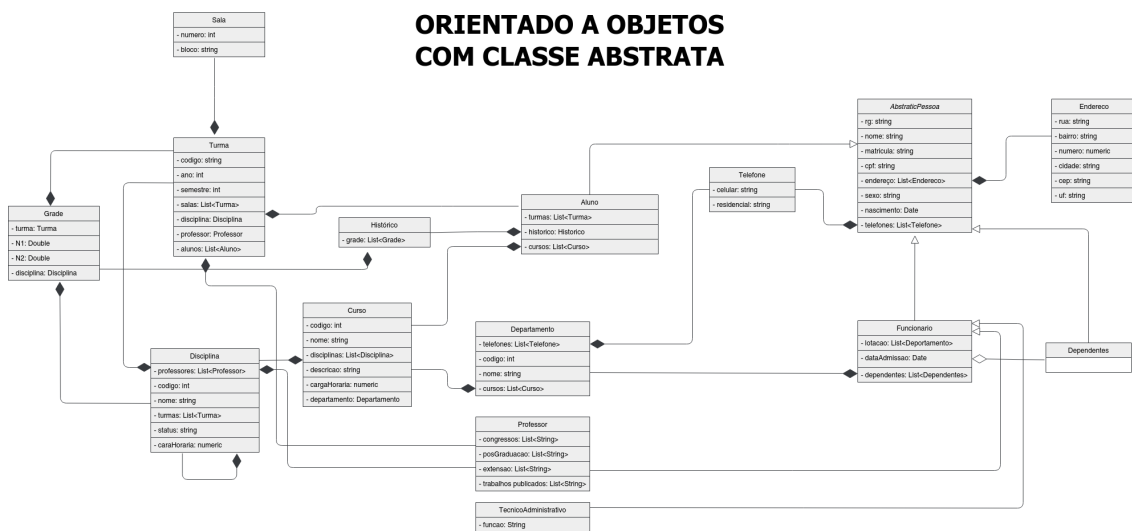 ORIENTADO A OBJETOS
COM CLASSE ABSTRATA
Sala
- numero: int
- bloco: string
Turma
- codigo: string
- ano: int
- semestre: int
- salas: List<Turma>
- disciplina: Disciplina
- professor: Professor
- alunos: List<Aluno>
Grade
- turma: Turma
- N1: Double
- N2: Double
- disciplina: Disciplina
Histórico
- grade: List<Grade>
Aluno
- turmas: List<Turma>
- historico: Historico
- cursos: List<Curso>
Telefone
- celular: string
- residencial: string
AbstraticPessoa
- rg: string
- nome: string
- matricula: string
- cpf: string
- endereço: List<Endereco>
- sexo: string
- nascimento: Date
- telefones: List<Telefone>
Endereco
- rua: string
- bairro: string
- numero: numeric
- cidade: string
- cep: string
- uf: string
Disciplina
- professores: List<Professor>
- codigo: int
- nome: string
- turmas: List<Turma>
- status: string
- caraHoraria: numeric
Curso
- codigo: int
- nome: string
- disciplinas: List<Disciplina>
- descricao: string
- cargaHoraria: numeric
- departamento: Departamento
Departamento
- telefones: List<Telefone>
- codigo: int
- nome: string
- cursos: List<Curso>
Funcionario
- lotacao: List<Deportamento>
- dataAdmissao: Date
- dependentes: List<Dependentes>
Dependentes
Professor
- congressos: List<String>
- posGraduacao: List<String>
- extensao: List<String>
- trabalhos publicados: List<String>
TecnicoAdministrativo
- funcao: String